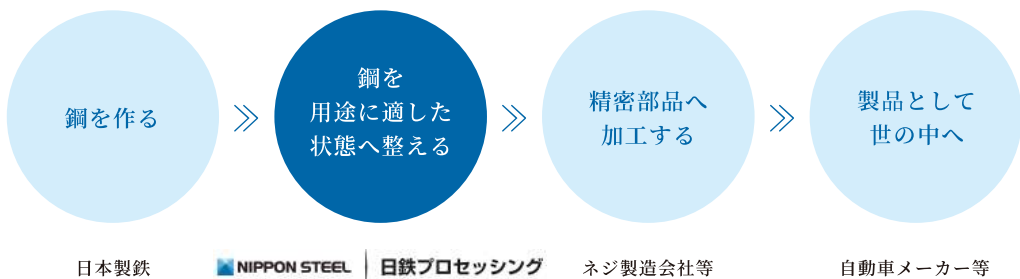 鋼を作る
鋼を
用途に適した
状態へ整える
精密部品へ
加工する
製品として
世の中へ
日本製鉄
NIPPON STEEL 日鉄プロセッシング
ネジ製造会社等
自動車メーカー等